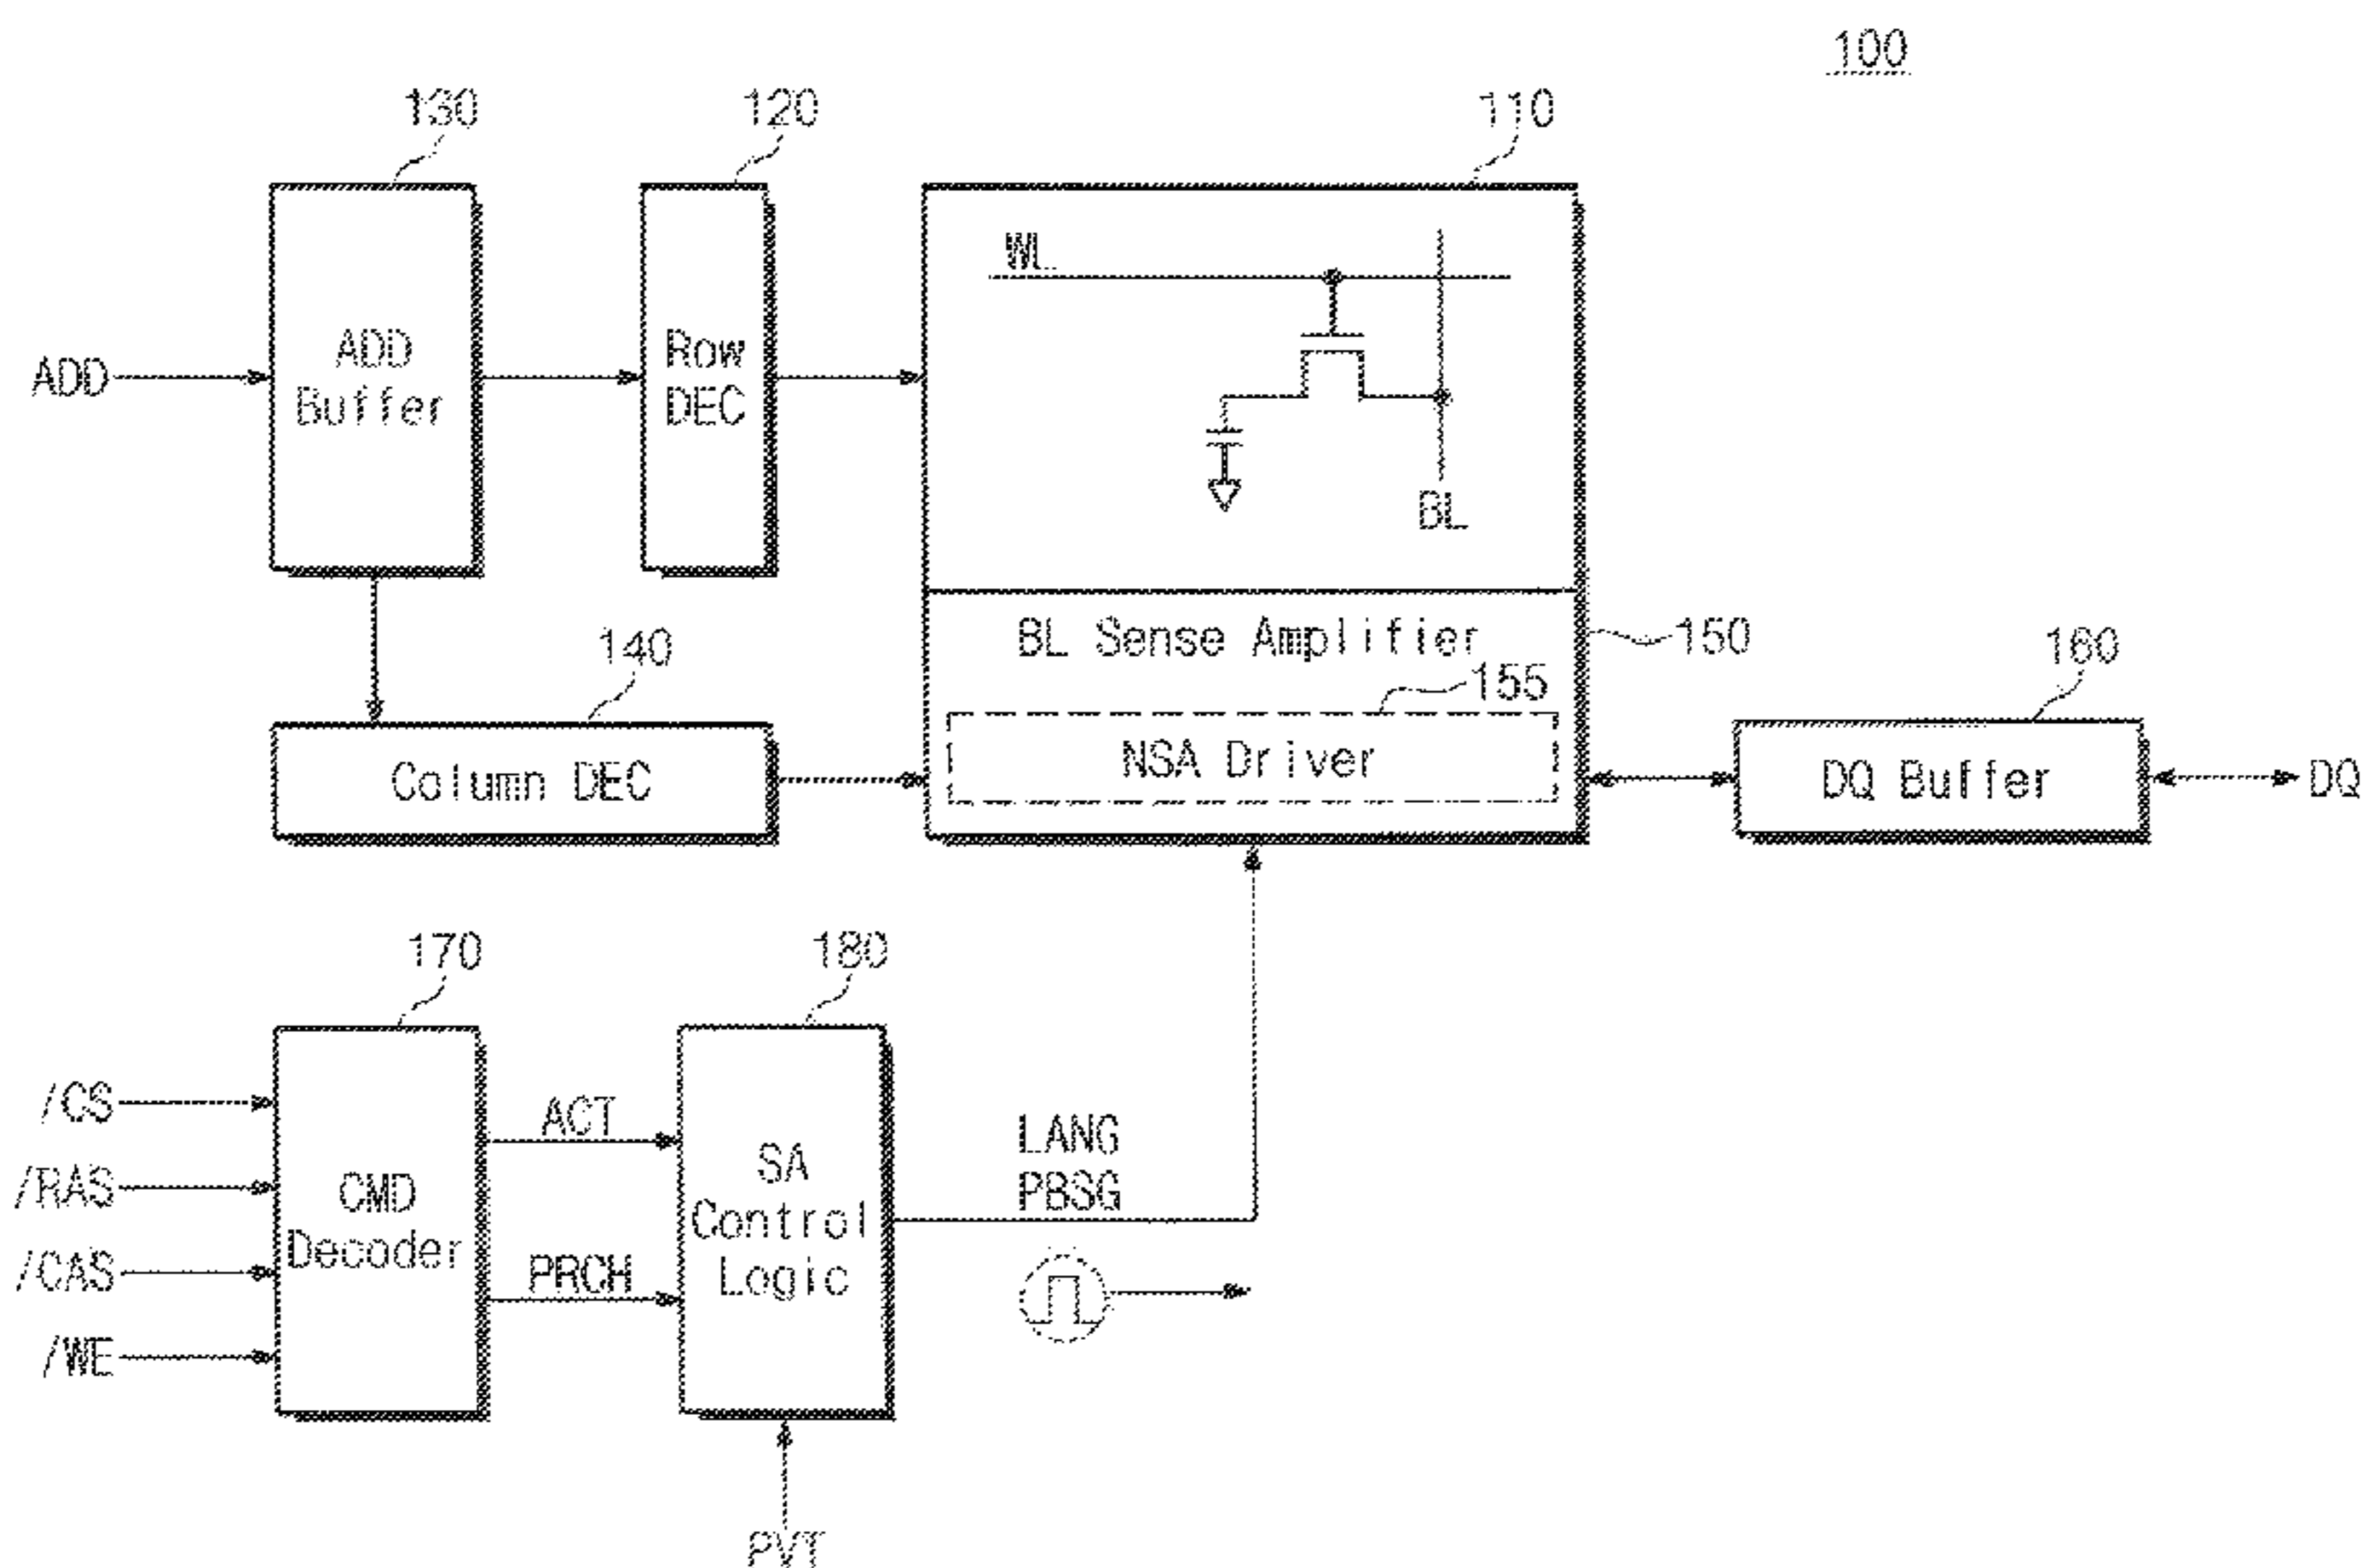 100
130
120
110
WL
ADD
ADD
Buffer
Row
DEC
BL
140
BL Sense Amplifier
150
155
160
Column DEC
NSA Driver
DQ Buffer
DQ
170
180
/CS
/RAS
/CAS
/WE
CMD
Decoder
ACT
PRCH
SA
Control
Logic
LANG
PBSG
PVT